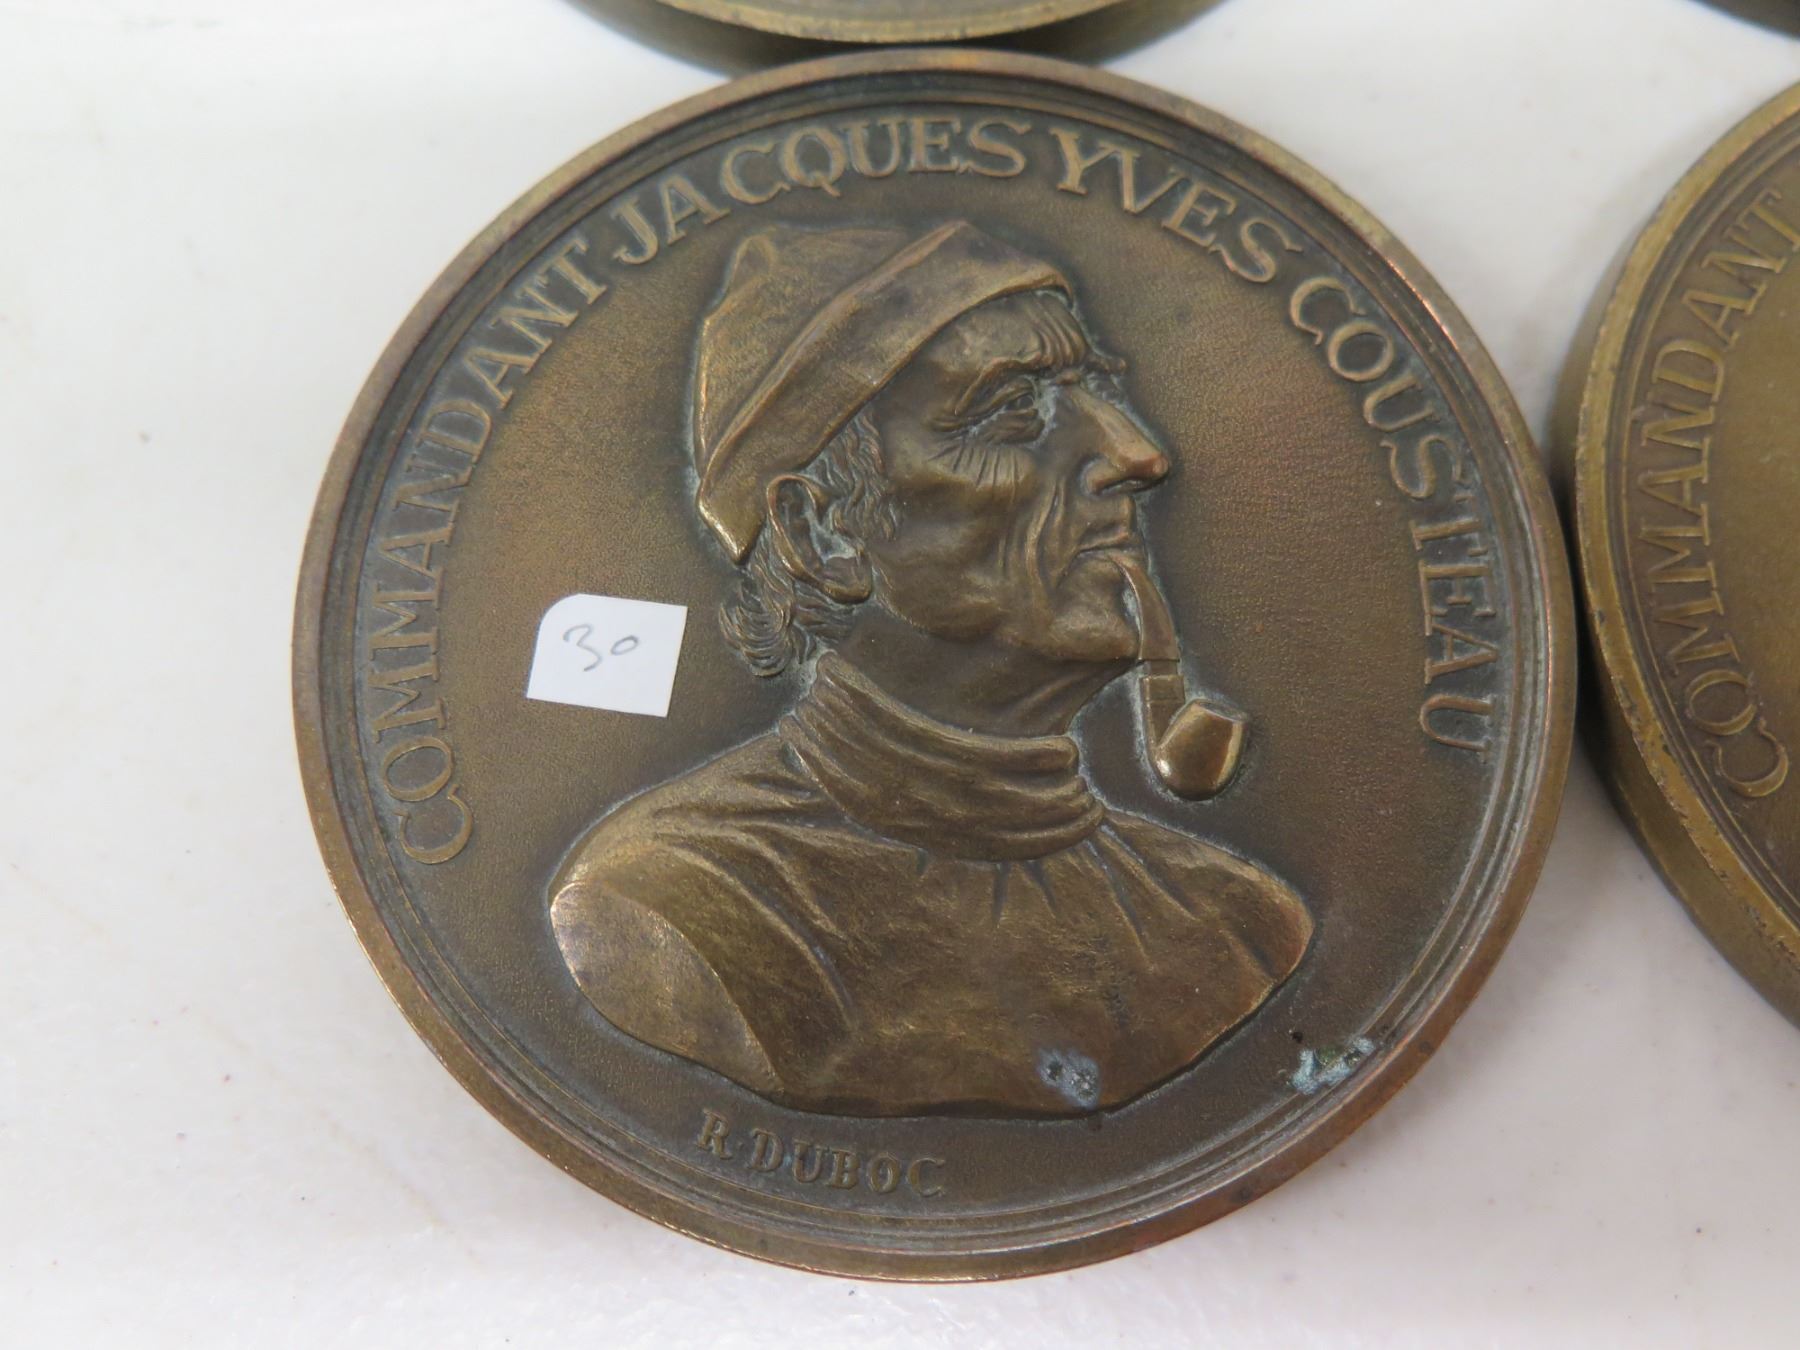 COMMANDANT JACQUES YVES COUSTEAU
30
R·DUBOC
COMMANDANT